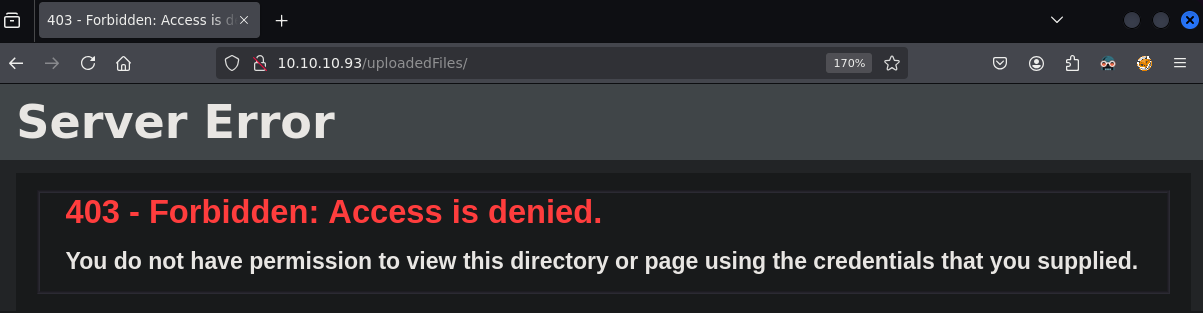 403 - Forbidden: Access is d
10.10.10.93/uploadedFiles/
170%
Server Error
403 - Forbidden: Access is denied.
You do not have permission to view this directory or page using the credentials that you supplied.